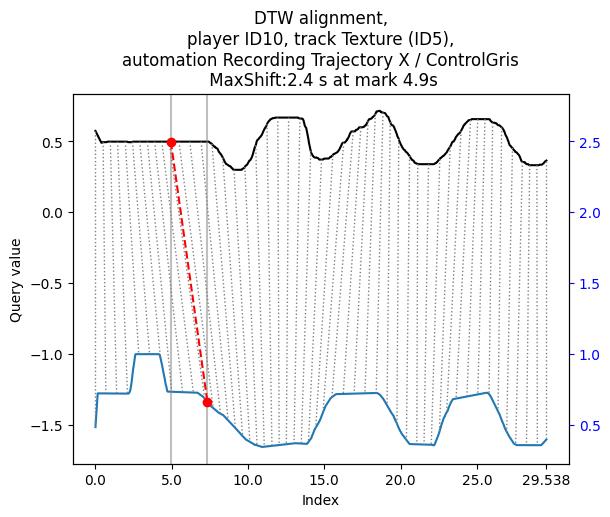 DTW alignment,
player ID10, track Texture (ID5),
automation Recording Trajectory X / ControlGris
MaxShift:2.4 s at mark 4.9s
Query value
0.5
0.0
−0.5
−1.0
−1.5
2.5
2.0
1.5
1.0
0.5
0.0 5.0 10.0 15.0 20.0 25.0 29.538
Index